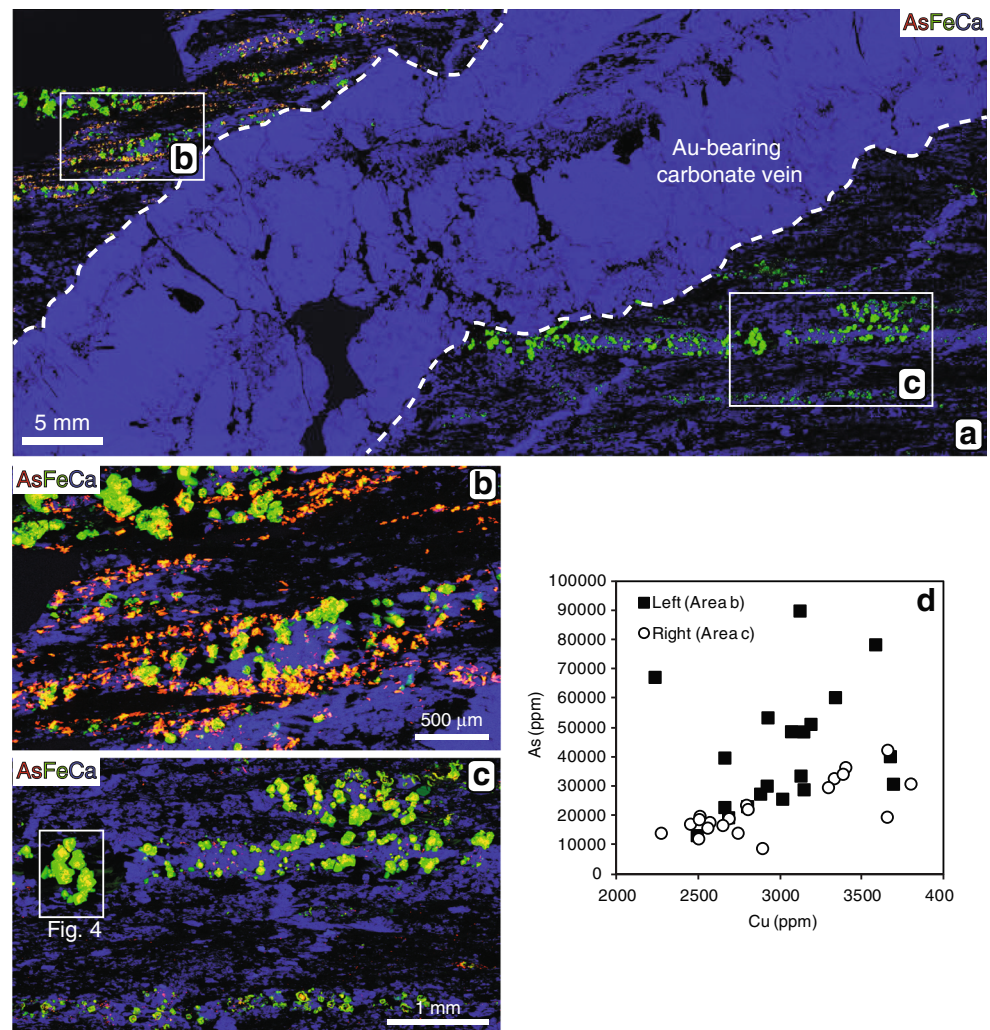 AsFeCa
b
Au-bearing
carbonate vein
c
5 mm
a
AsFeCa
b
500 µm
AsFeCa
c
Fig. 4
1 mm
d
100000
90000
80000
70000
60000
50000
40000
30000
20000
10000
0
As (ppm)
■ Left (Area b)
○ Right (Area c)
2000 2500 3000 3500 400
Cu (ppm)